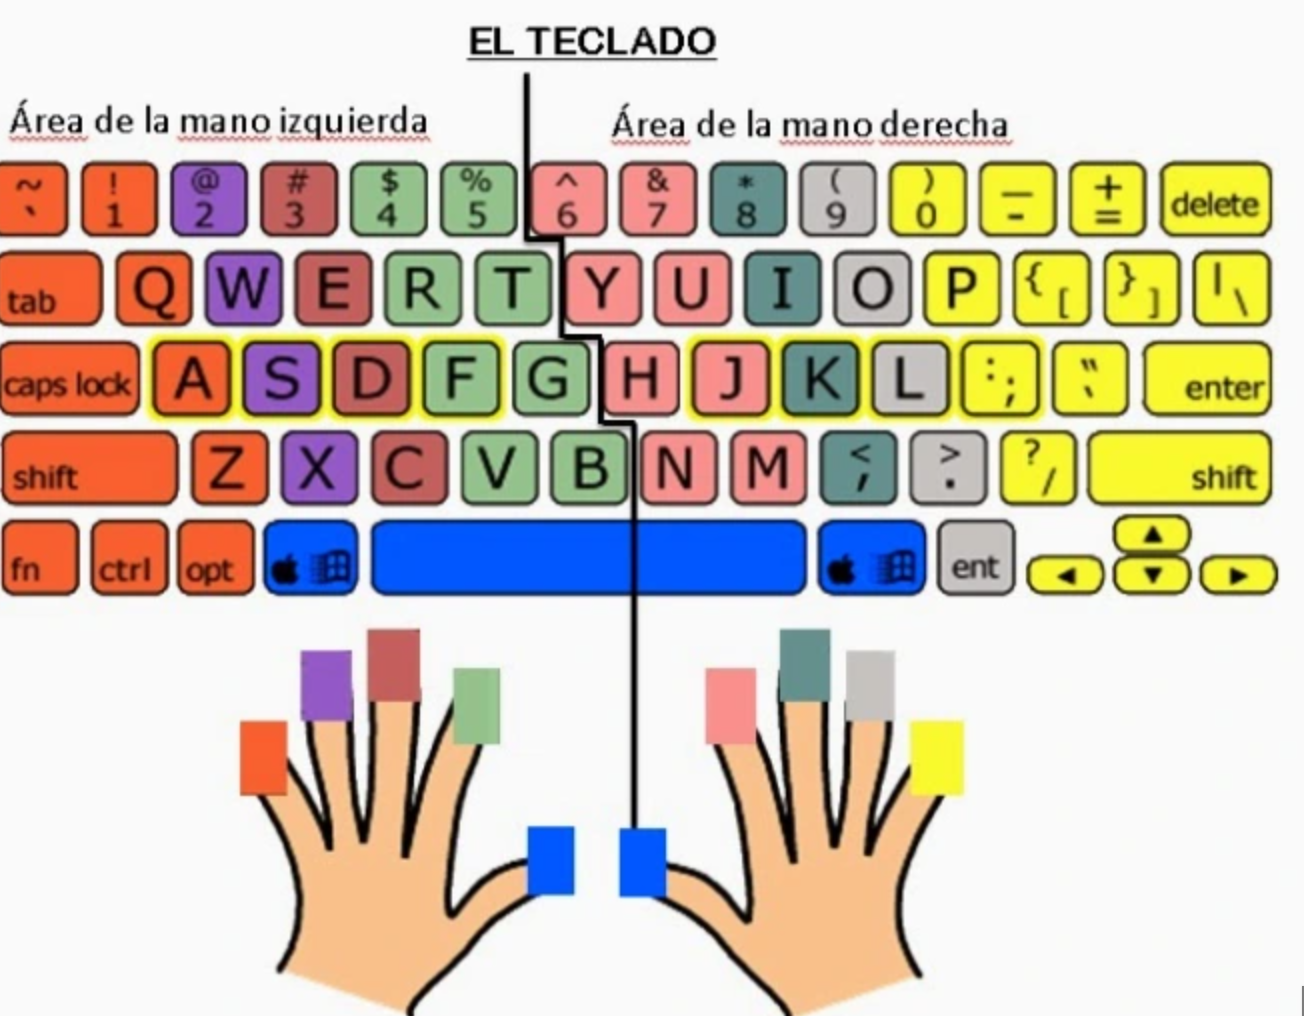 EL TECLADO
Área de la mano izquierda
Área de la mano derecha
~ ` ! 1 @ 2 # 3 $ 4 % 5 ^ 6 & 7 * 8 ( 9 ) 0 — - + = delete
tab Q W E R T Y U I O P { [ } ] | \
caps lock A S D F G H J K L : ; " ' enter
shift Z X C V B N M < , > . ? / shift
fn ctrl opt ent ▲ ◀ ▼ ▶